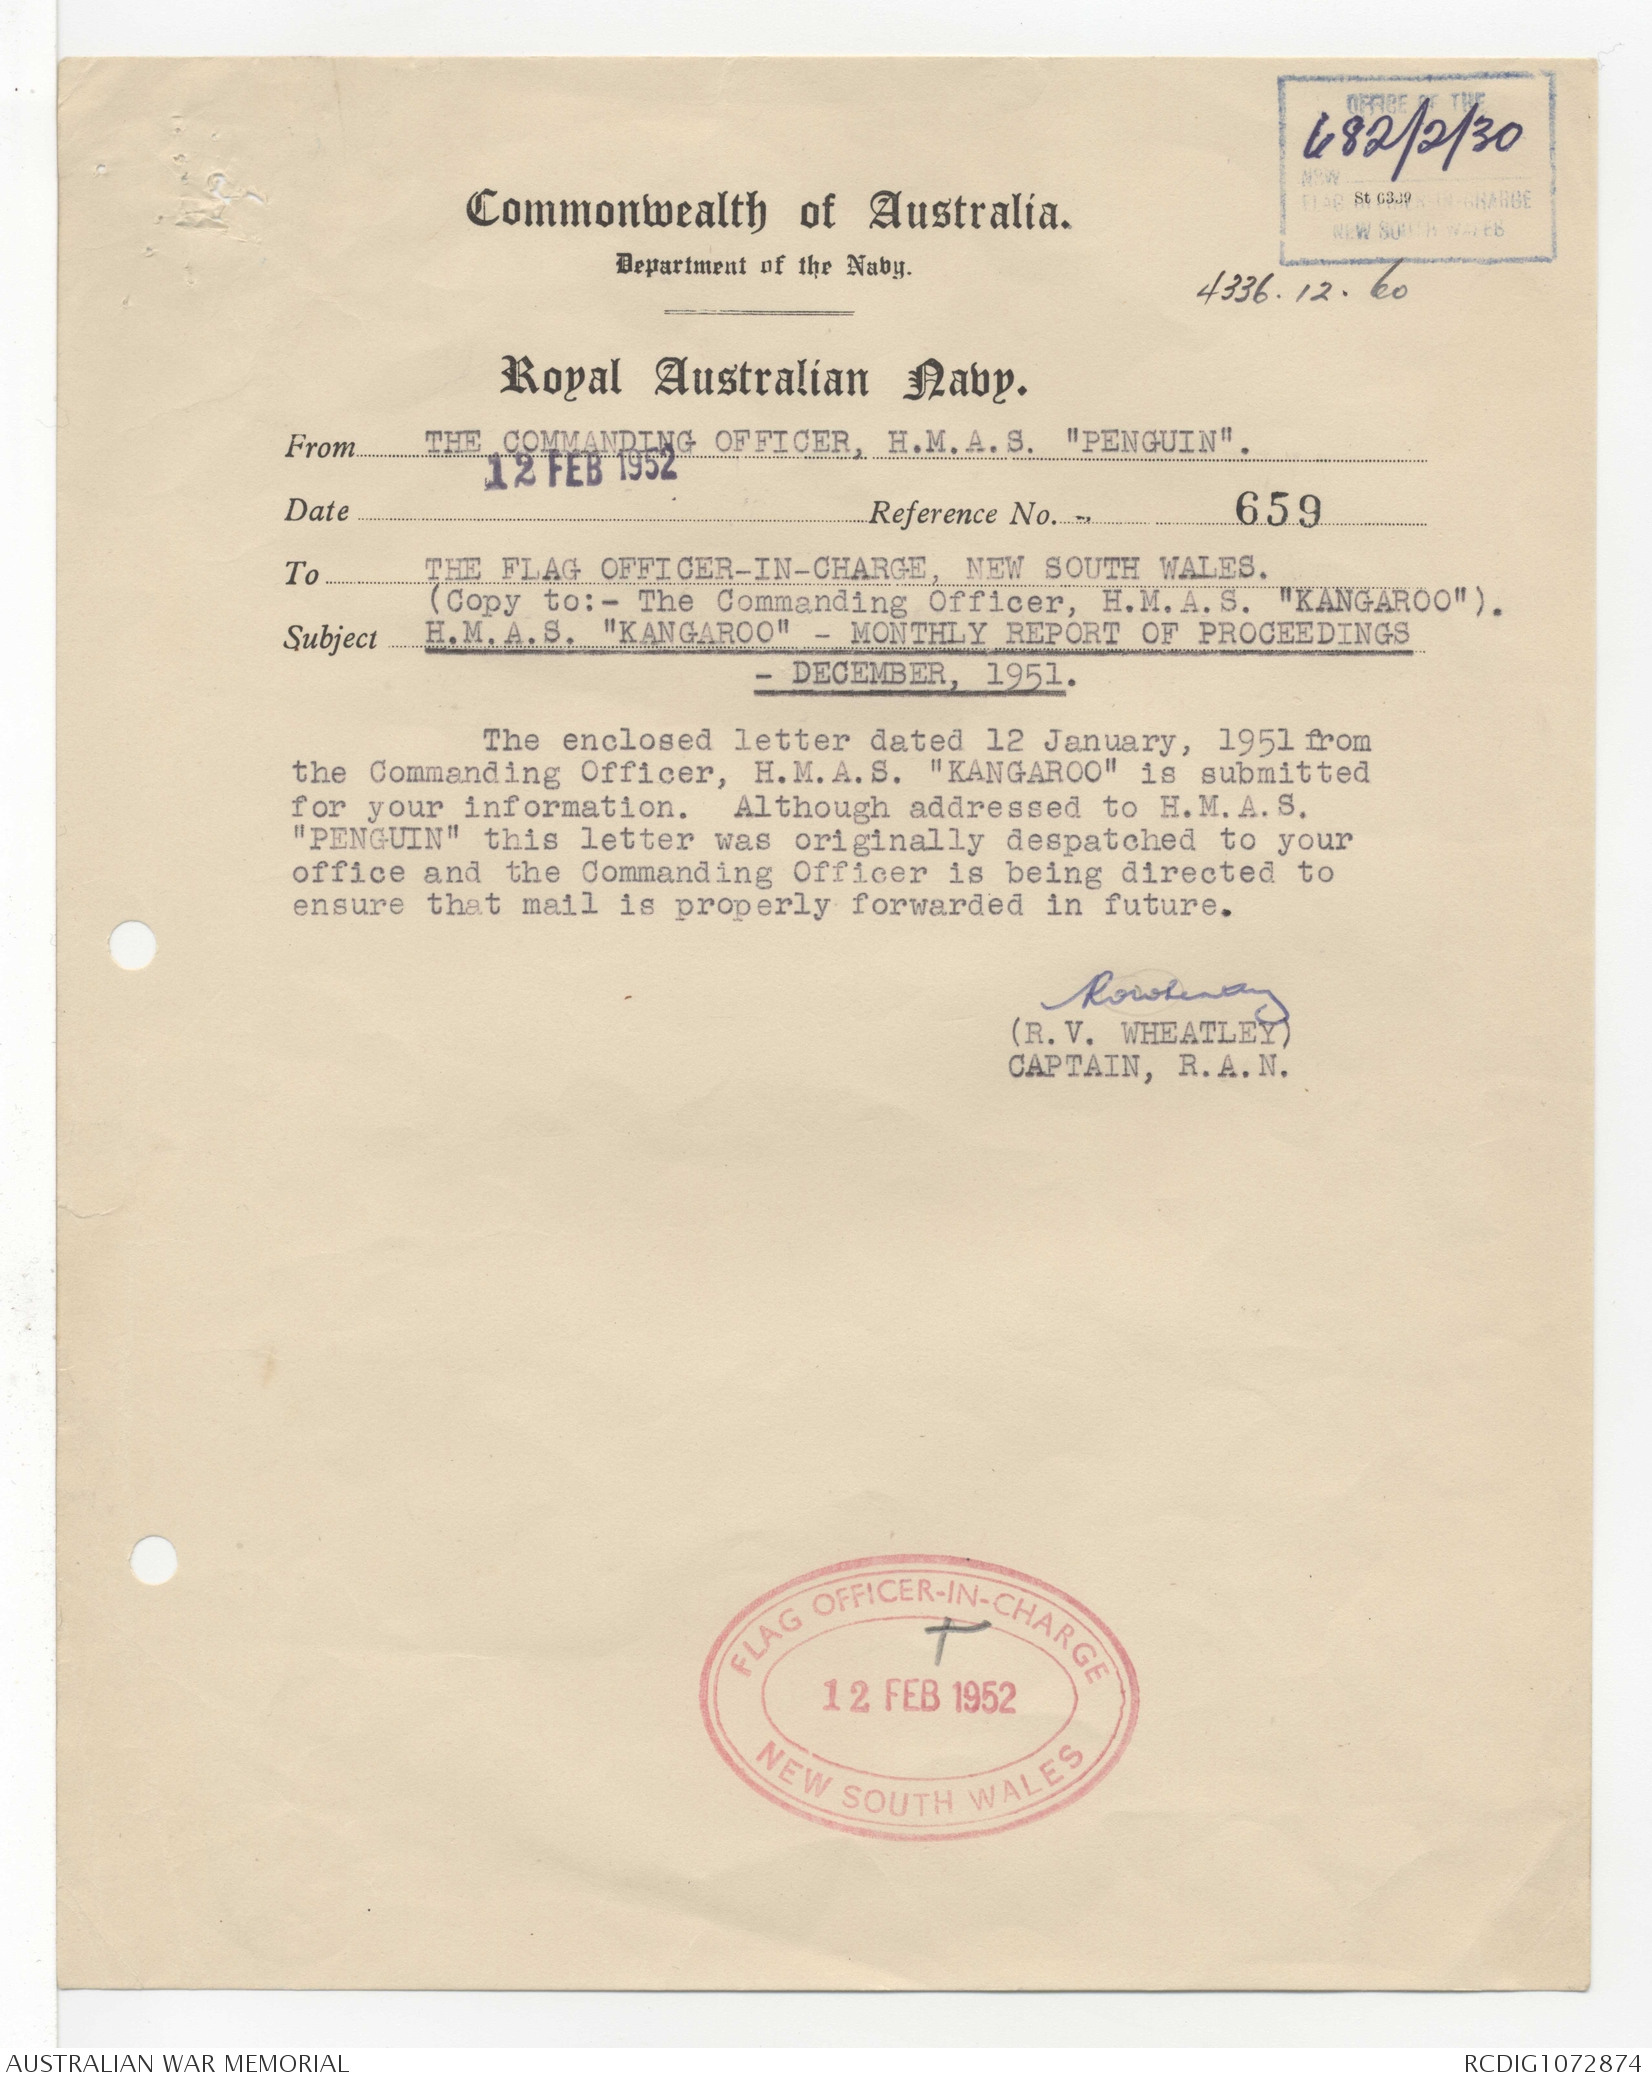 OFFICE OF THE
682/2/30
NSW
St 6339
FLAG OFFICER-IN-CHARGE
NEW SOUTH WALES
Commonwealth of Australia.
Department of the Navy.
4336.12.60
Royal Australian Navy.
From THE COMMANDING OFFICER, H.M.A.S. "PENGUIN".
12 FEB 1952
Date Reference No. - 659
To THE FLAG OFFICER-IN-CHARGE, NEW SOUTH WALES.
(Copy to:- The Commanding Officer, H.M.A.S. "KANGAROO").
Subject H.M.A.S. "KANGAROO" - MONTHLY REPORT OF PROCEEDINGS
- DECEMBER, 1951.
The enclosed letter dated 12 January, 1951 from
the Commanding Officer, H.M.A.S. "KANGAROO" is submitted
for your information. Although addressed to H.M.A.S.
"PENGUIN" this letter was originally despatched to your
office and the Commanding Officer is being directed to
ensure that mail is properly forwarded in future.
(R.V. WHEATLEY)
CAPTAIN, R.A.N.
FLAG OFFICER-IN-CHARGE
12 FEB 1952
NEW SOUTH WALES
AUSTRALIAN WAR MEMORIAL
RCDIG1072874